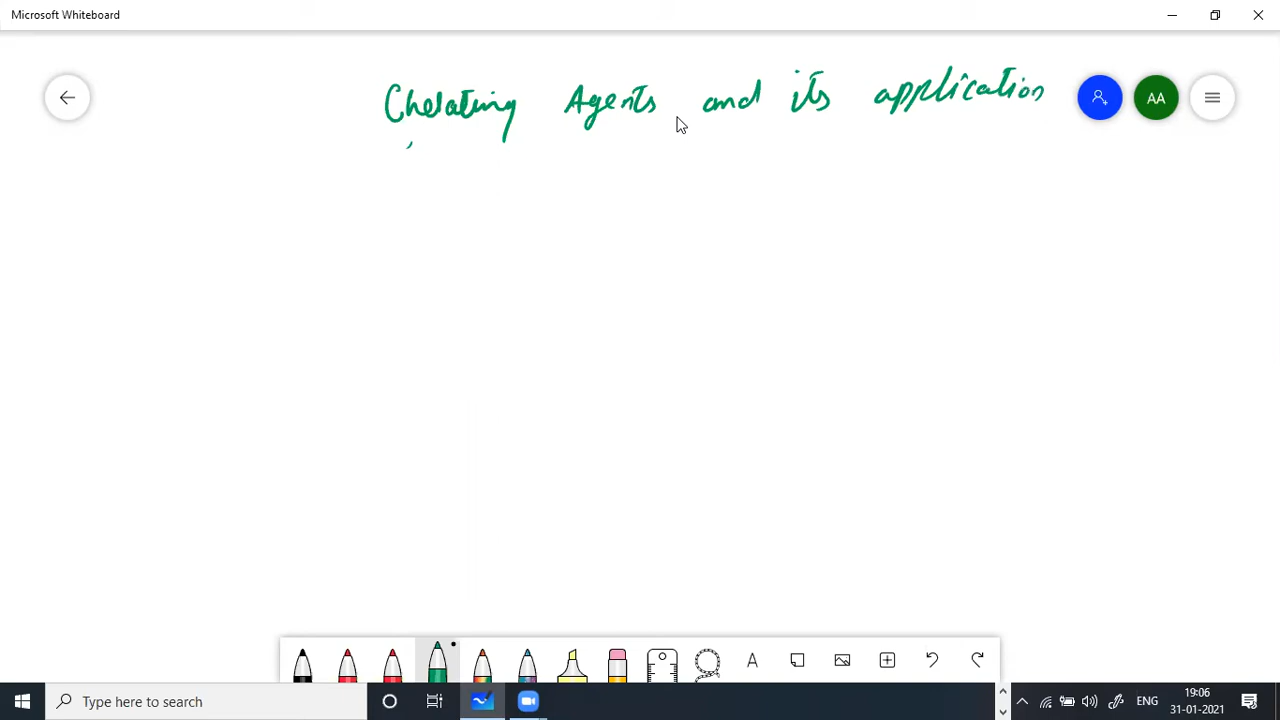 Microsoft Whiteboard
Chelating Agents and its application
AA
A
Type here to search
ENG
19:06
31-01-2021